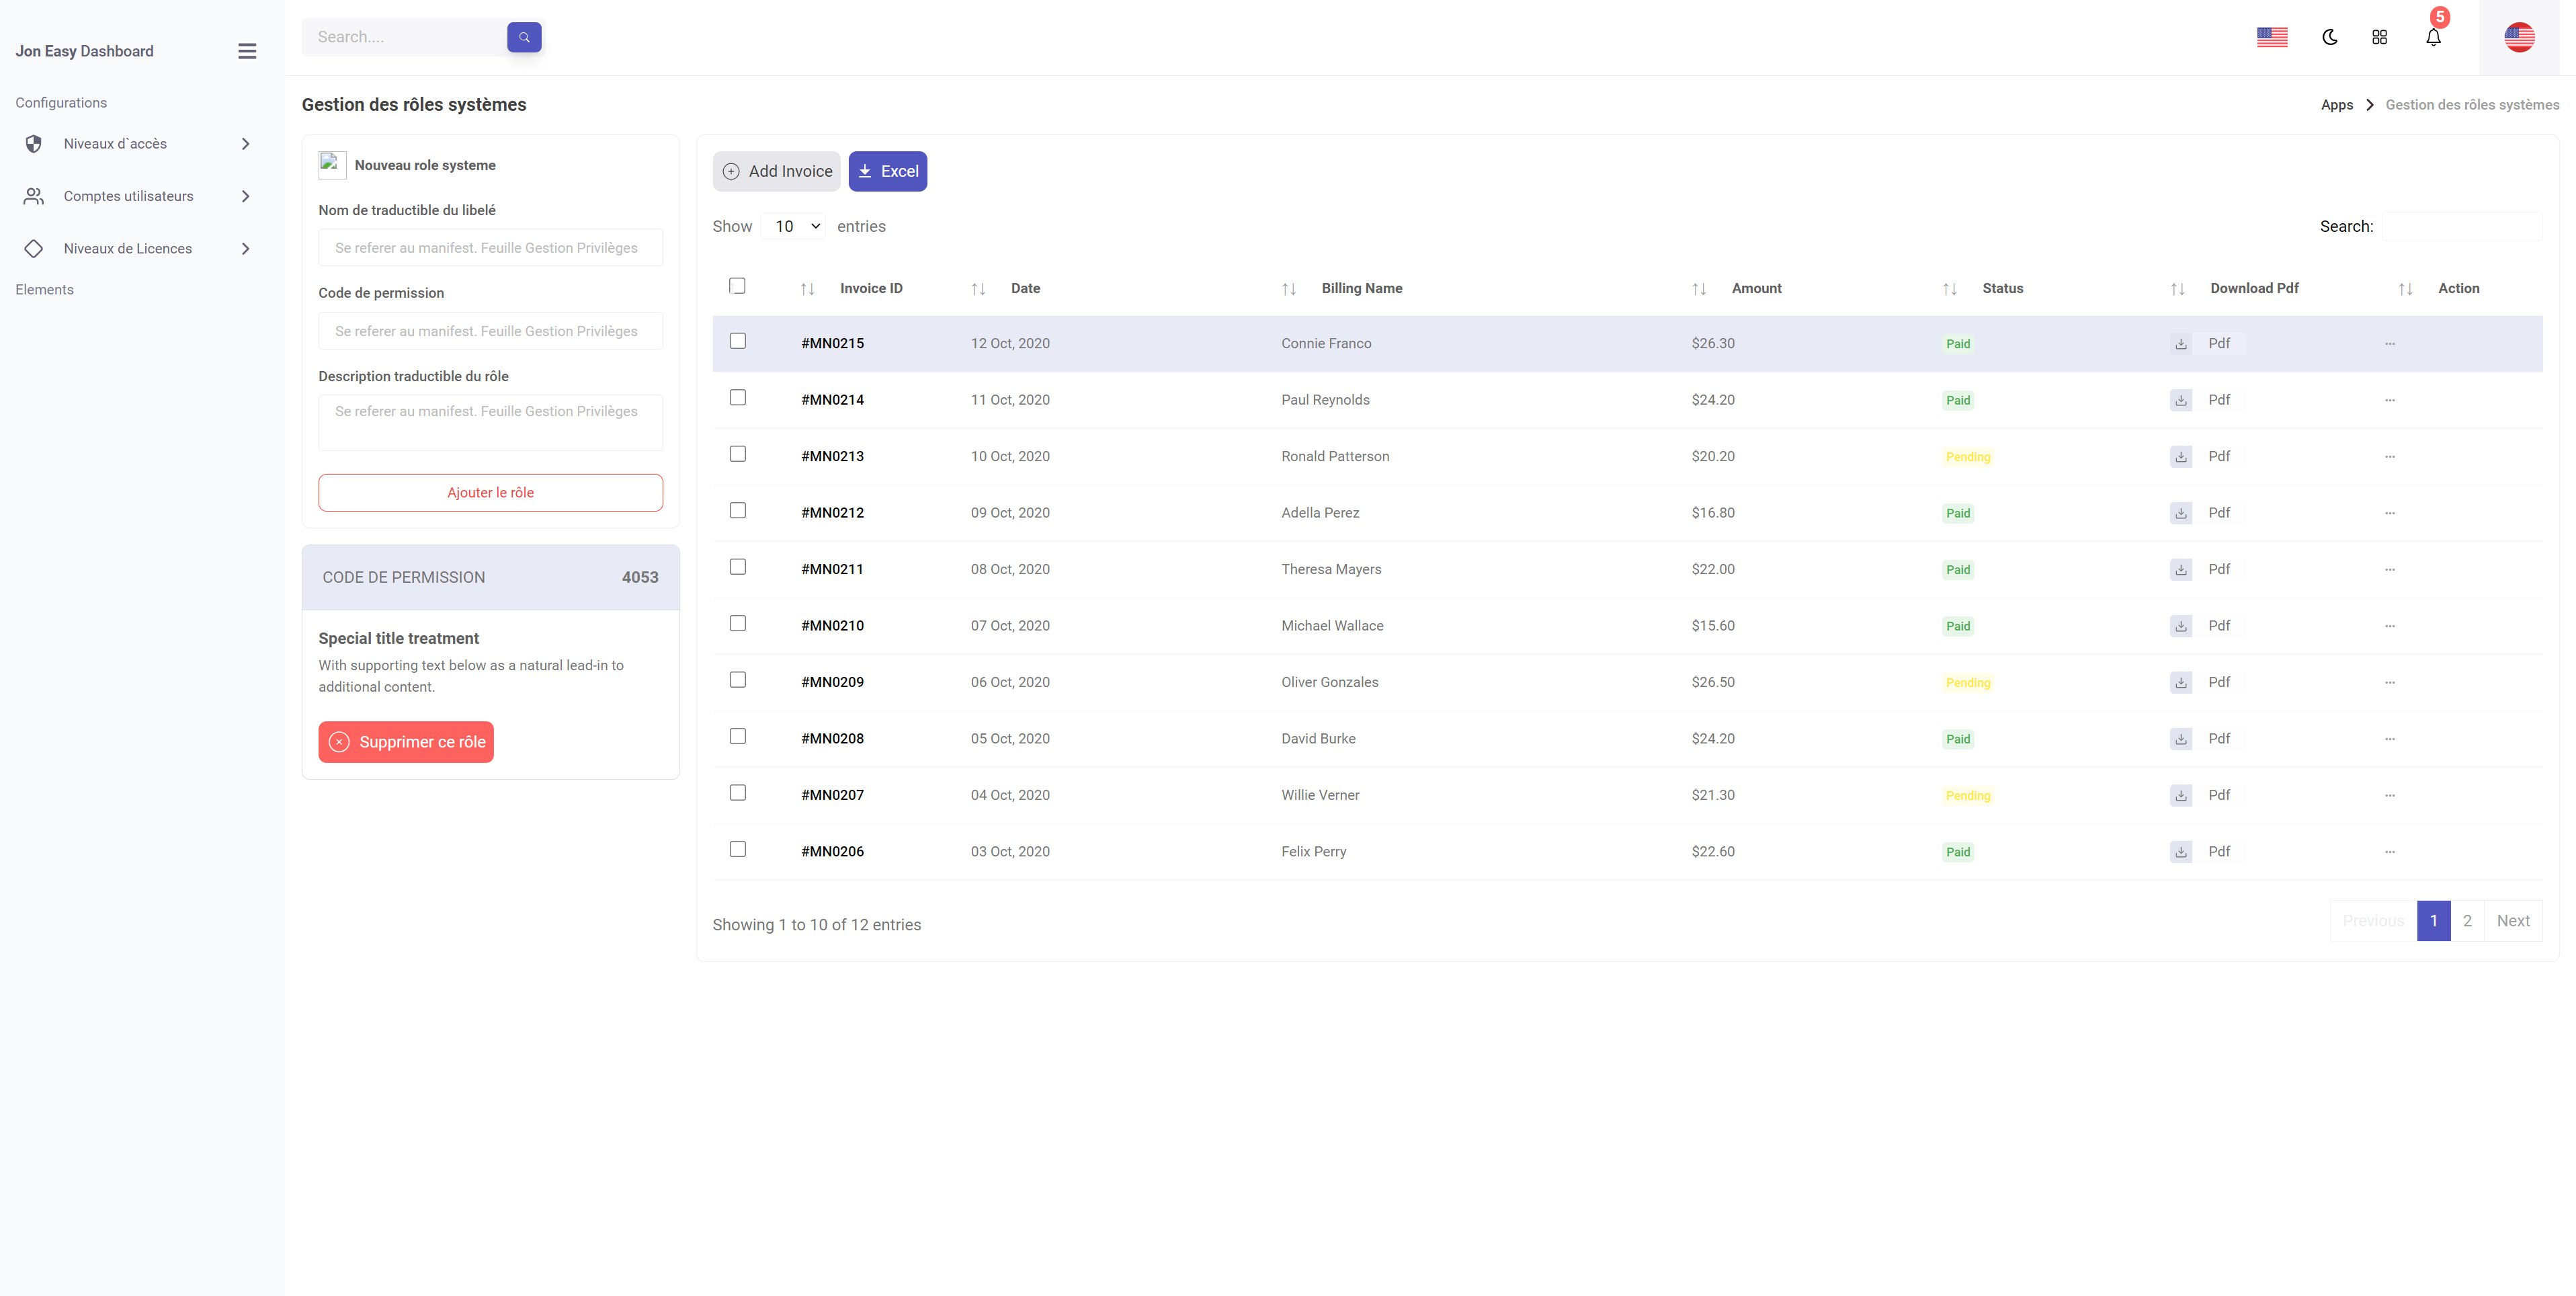 Jon Easy Dashboard
Search....
5
Configurations
Niveaux d`accès
Comptes utilisateurs
Niveaux de Licences
Elements
Gestion des rôles systèmes
Apps Gestion des rôles systèmes
Nouveau role systeme
Nom de traductible du libelé
Se referer au manifest. Feuille Gestion Privilèges
Code de permission
Se referer au manifest. Feuille Gestion Privilèges
Description traductible du rôle
Se referer au manifest. Feuille Gestion Privilèges
Ajouter le rôle
CODE DE PERMISSION 4053
Special title treatment
With supporting text below as a natural lead-in to
additional content.
Supprimer ce rôle
Add Invoice Excel
Show 10 entries Search:
Invoice ID Date Billing Name Amount Status Download Pdf Action
#MN0215 12 Oct, 2020 Connie Franco $26.30 Paid Pdf ...
#MN0214 11 Oct, 2020 Paul Reynolds $24.20 Paid Pdf ...
#MN0213 10 Oct, 2020 Ronald Patterson $20.20 Pending Pdf ...
#MN0212 09 Oct, 2020 Adella Perez $16.80 Paid Pdf ...
#MN0211 08 Oct, 2020 Theresa Mayers $22.00 Paid Pdf ...
#MN0210 07 Oct, 2020 Michael Wallace $15.60 Paid Pdf ...
#MN0209 06 Oct, 2020 Oliver Gonzales $26.50 Pending Pdf ...
#MN0208 05 Oct, 2020 David Burke $24.20 Paid Pdf ...
#MN0207 04 Oct, 2020 Willie Verner $21.30 Pending Pdf ...
#MN0206 03 Oct, 2020 Felix Perry $22.60 Paid Pdf ...
Showing 1 to 10 of 12 entries
Previous 1 2 Next